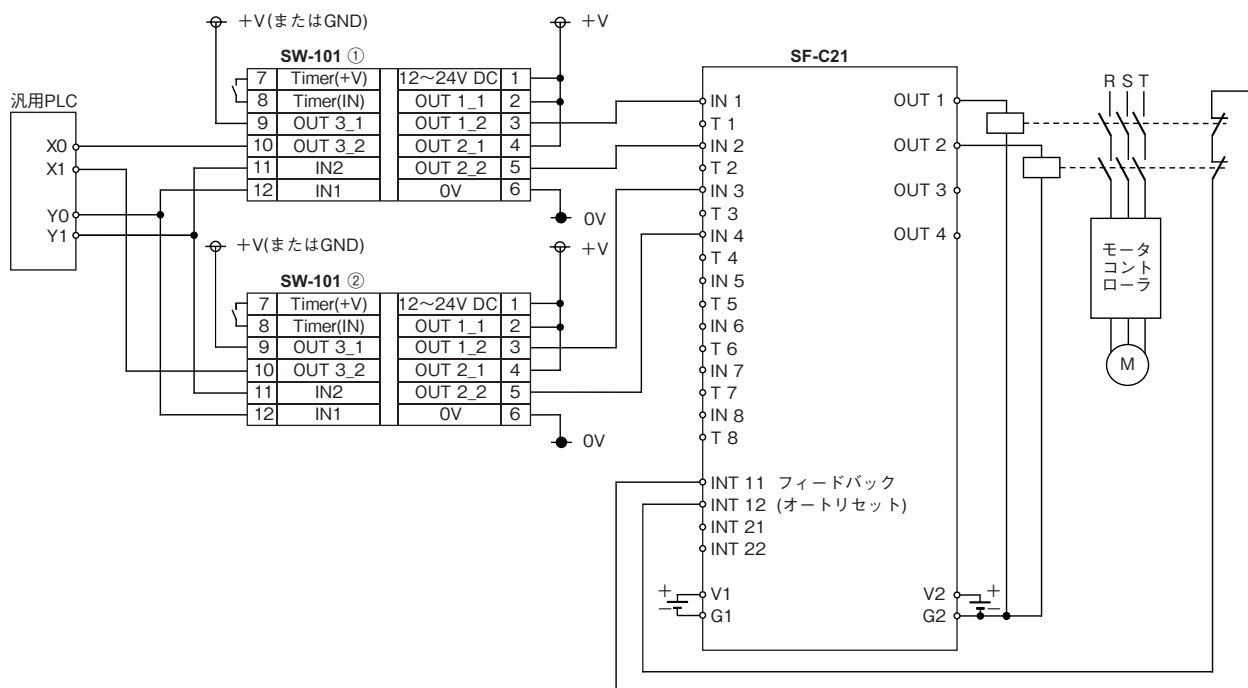 +V(またはGND)
+V
SW-101 ①
7 Timer(+V) 12~24V DC 1
8 Timer(IN) OUT 1_1 2
9 OUT 3_1 OUT 1_2 3
10 OUT 3_2 OUT 2_1 4
11 IN2 OUT 2_2 5
12 IN1 0V 6
0V
汎用PLC
X0
X1
Y0
Y1
+V(またはGND)
+V
SW-101 ②
7 Timer(+V) 12~24V DC 1
8 Timer(IN) OUT 1_1 2
9 OUT 3_1 OUT 1_2 3
10 OUT 3_2 OUT 2_1 4
11 IN2 OUT 2_2 5
12 IN1 0V 6
0V
SF-C21
IN 1
T 1
IN 2
T 2
IN 3
T 3
IN 4
T 4
IN 5
T 5
IN 6
T 6
IN 7
T 7
IN 8
T 8
INT 11 フィードバック
INT 12 (オートリセット)
INT 21
INT 22
+
−
V1
G1
OUT 1
OUT 2
OUT 3
OUT 4
V2
G2
+
−
R S T
モータ
コント
ローラ
M